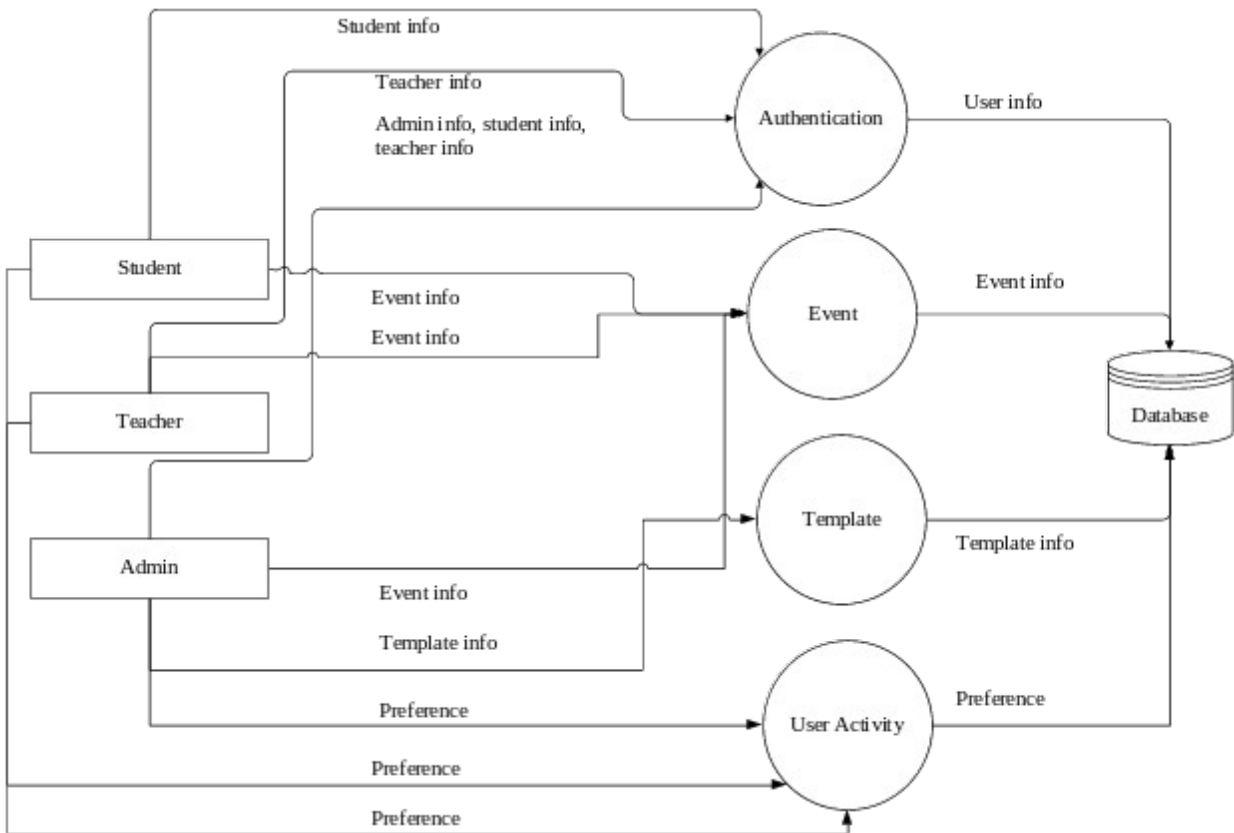 Student info
Teacher info
Admin info, student info,
teacher info
Authentication
User info
Student
Event info
Event info
Event
Event info
Teacher
Database
Admin
Template
Template info
Event info
Template info
Preference
User Activity
Preference
Preference
Preference